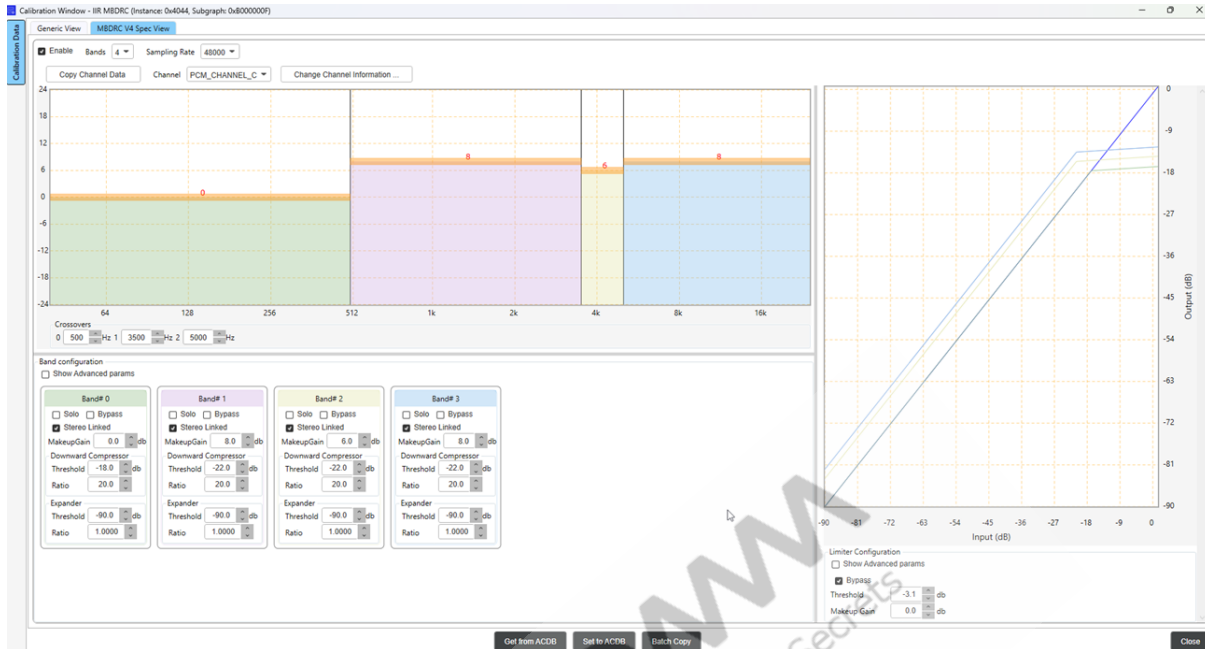 Calibration Window - IIR MBDRC (Instance: 0x4044, Subgraph: 0xB000000F)
Calibration Data
Generic View MBDRC V4 Spec View
Enable Bands 4 Sampling Rate 48000
Copy Channel Data Channel PCM_CHANNEL_C Change Channel Information ...
24
18
12
6
0
-6
-12
-18
-24
0 8 6 8
64 128 256 512 1k 2k 4k 8k 16k
Crossovers
0 500 Hz 1 3500 Hz 2 5000 Hz
Band configuration
Show Advanced params
Band# 0 Band# 1 Band# 2 Band# 3
Solo Bypass Solo Bypass Solo Bypass Solo Bypass
Stereo Linked Stereo Linked Stereo Linked Stereo Linked
MakeupGain 0.0 db MakeupGain 8.0 db MakeupGain 6.0 db MakeupGain 8.0 db
Downward Compressor Downward Compressor Downward Compressor Downward Compressor
Threshold -18.0 db Threshold -22.0 db Threshold -22.0 db Threshold -22.0 db
Ratio 20.0 Ratio 20.0 Ratio 20.0 Ratio 20.0
Expander Expander Expander Expander
Threshold -90.0 db Threshold -90.0 db Threshold -90.0 db Threshold -90.0 db
Ratio 1.0000 Ratio 1.0000 Ratio 1.0000 Ratio 1.0000
0
-9
-18
-27
-36
-45
-54
-63
-72
-81
-90
Output (dB)
-90 -81 -72 -63 -54 -45 -36 -27 -18 -9 0
Input (dB)
Limiter Configuration
Show Advanced params
Bypass
Threshold -3.1 db
Makeup Gain 0.0 db
Secrets
Get from ACDB Set to ACDB Batch Copy Close